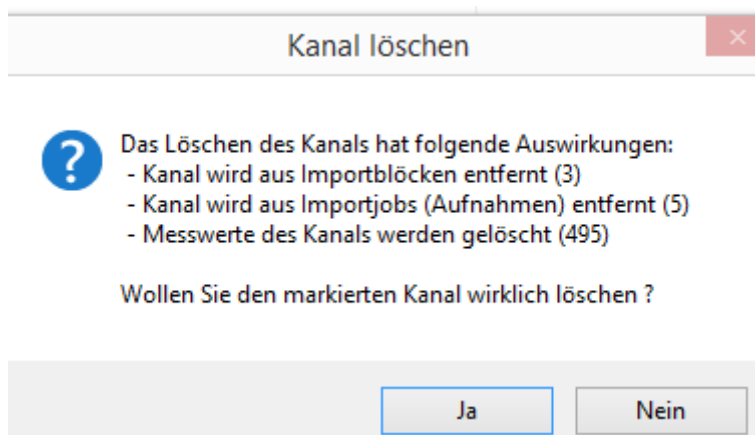 Kanal löschen
Das Löschen des Kanals hat folgende Auswirkungen:
- Kanal wird aus Importblöcken entfernt (3)
- Kanal wird aus Importjobs (Aufnahmen) entfernt (5)
- Messwerte des Kanals werden gelöscht (495)
Wollen Sie den markierten Kanal wirklich löschen ?
Ja
Nein